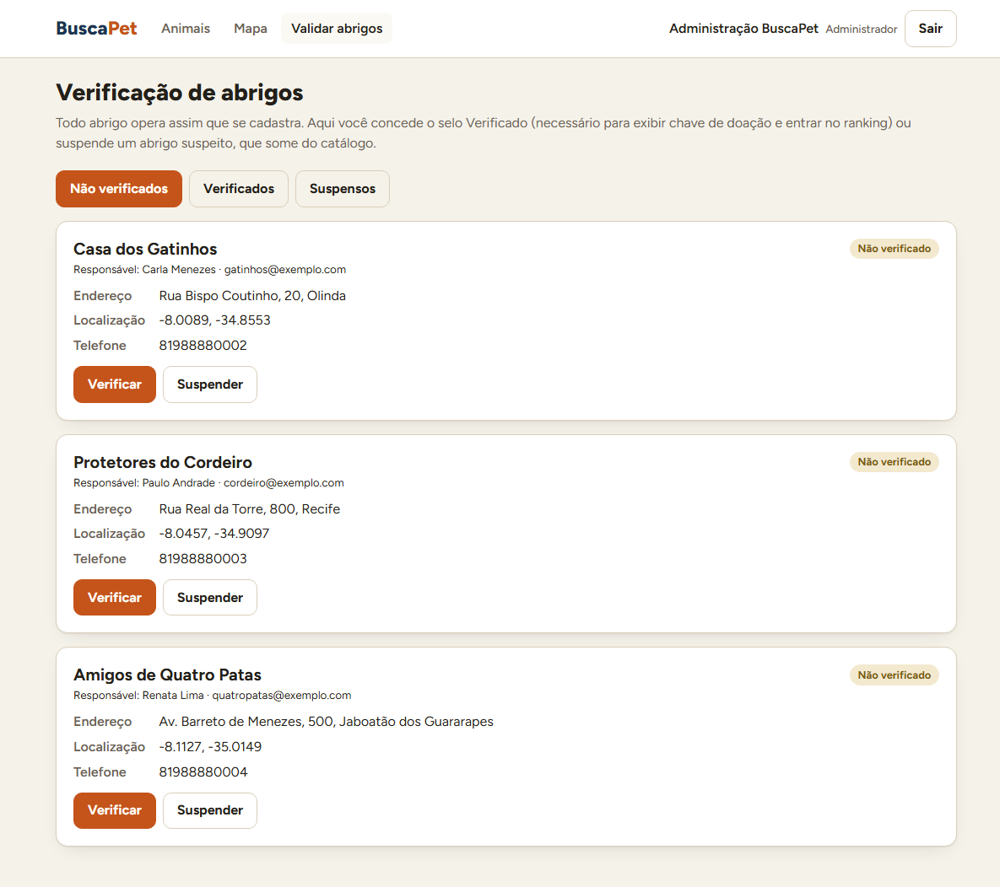 BuscaPet Animais Mapa Validar abrigos Administração BuscaPet Administrador Sair
Verificação de abrigos
Todo abrigo opera assim que se cadastra. Aqui você concede o selo Verificado (necessário para exibir chave de doação e entrar no ranking) ou
suspende um abrigo suspeito, que some do catálogo.
Não verificados Verificados Suspensos
Casa dos Gatinhos Não verificado
Responsável: Carla Menezes · gatinhos@exemplo.com
Endereço Rua Bispo Coutinho, 20, Olinda
Localização -8.0089, -34.8553
Telefone 81988880002
Verificar Suspender
Protetores do Cordeiro Não verificado
Responsável: Paulo Andrade · cordeiro@exemplo.com
Endereço Rua Real da Torre, 800, Recife
Localização -8.0457, -34.9097
Telefone 81988880003
Verificar Suspender
Amigos de Quatro Patas Não verificado
Responsável: Renata Lima · quatropatas@exemplo.com
Endereço Av. Barreto de Menezes, 500, Jaboatão dos Guararapes
Localização -8.1127, -35.0149
Telefone 81988880004
Verificar Suspender